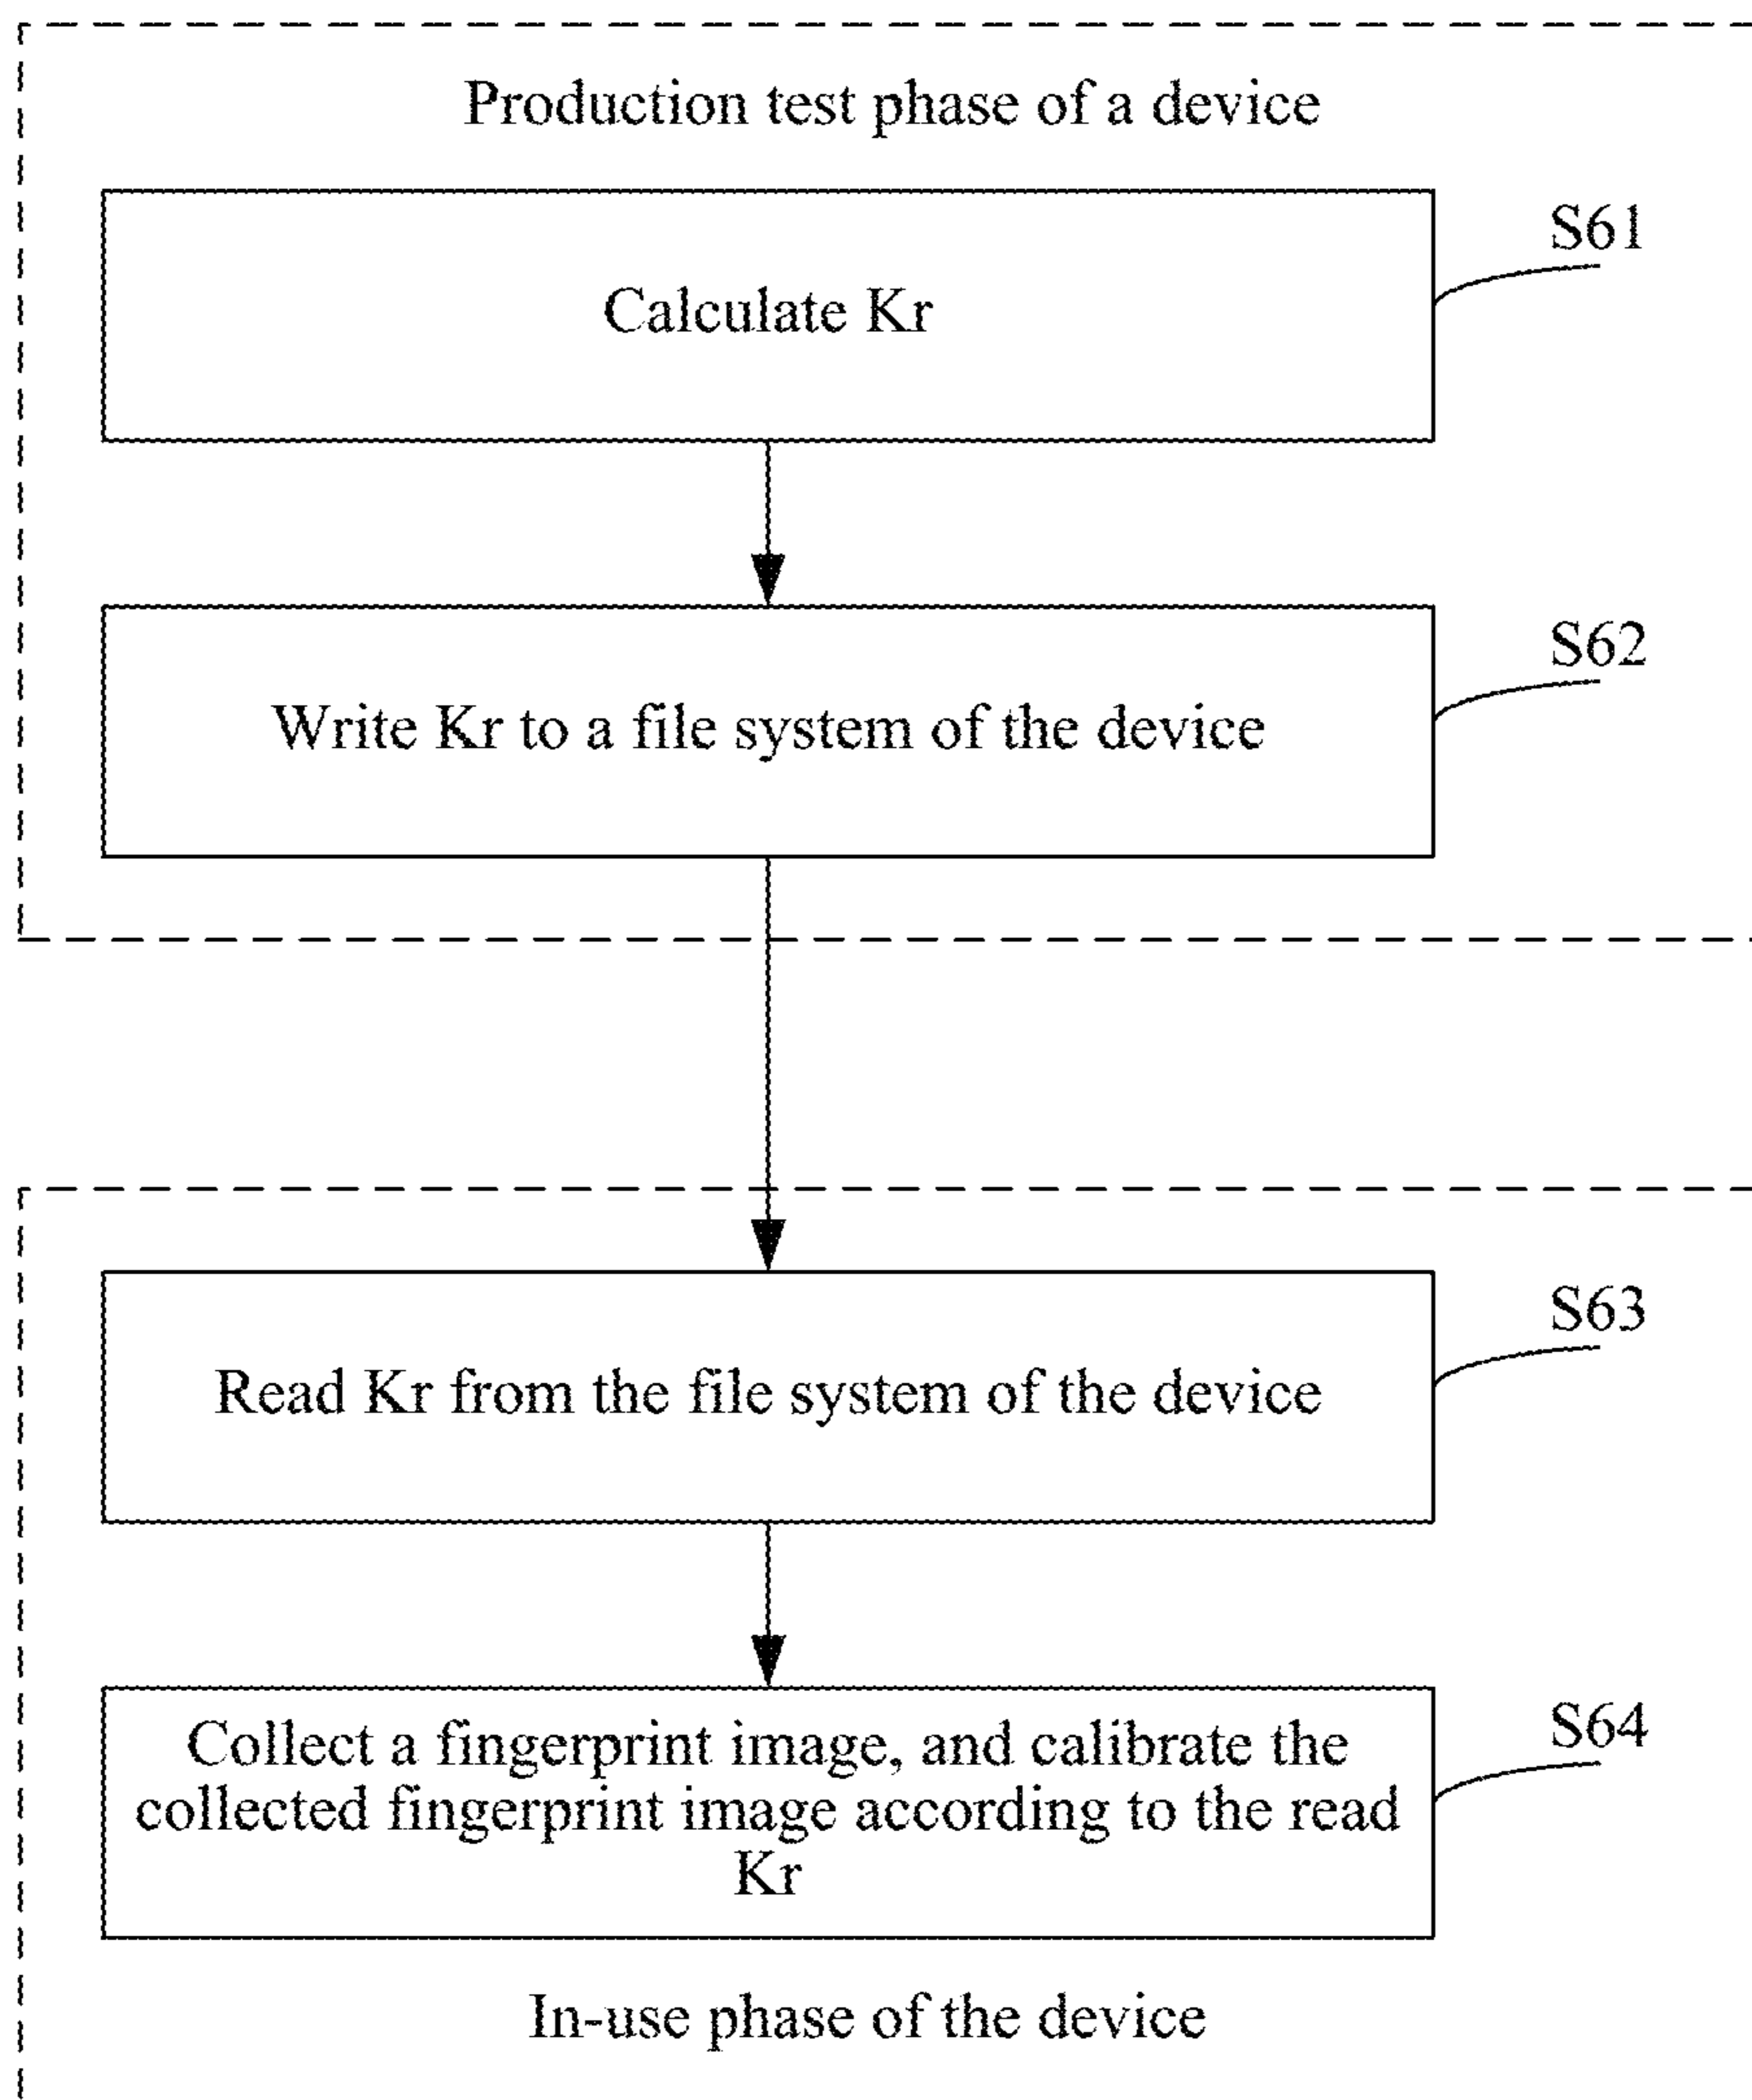 Production test phase of a device
S61
Calculate Kr
S62
Write Kr to a file system of the device
S63
Read Kr from the file system of the device
S64
Collect a fingerprint image, and calibrate the
collected fingerprint image according to the read
Kr
In-use phase of the device